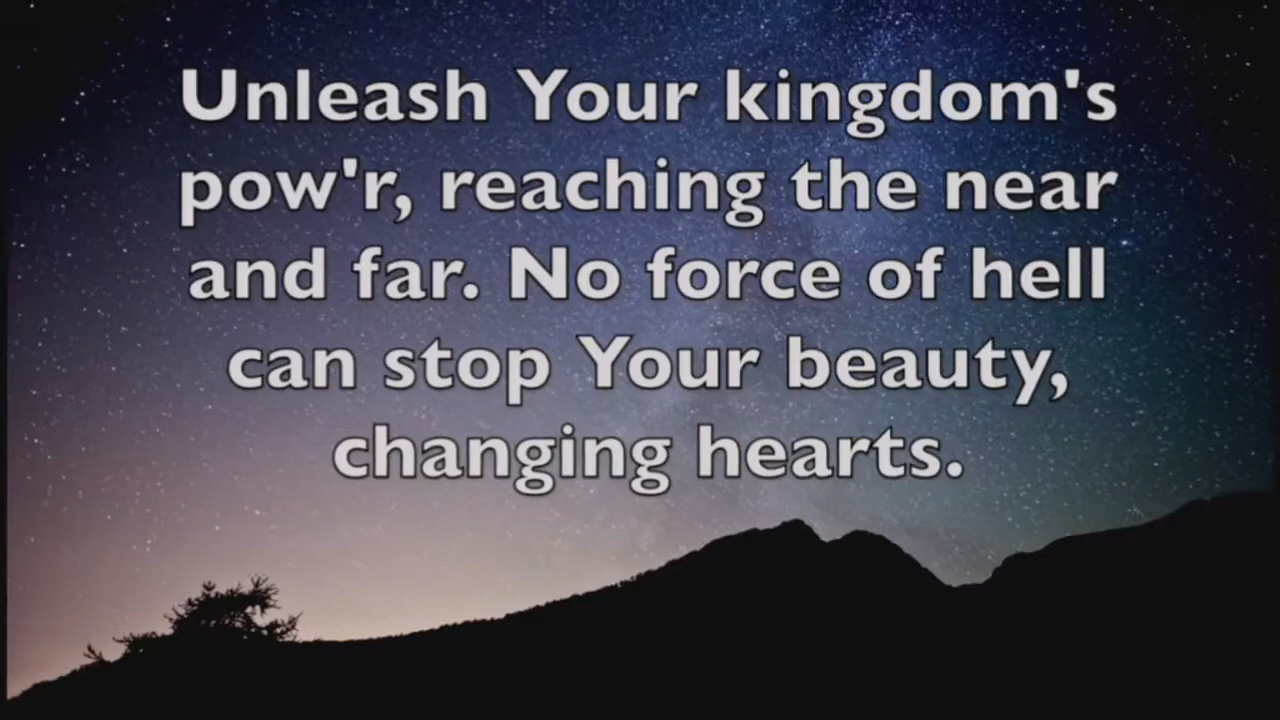 Unleash Your kingdom's
pow'r, reaching the near
and far. No force of hell
can stop Your beauty,
changing hearts.